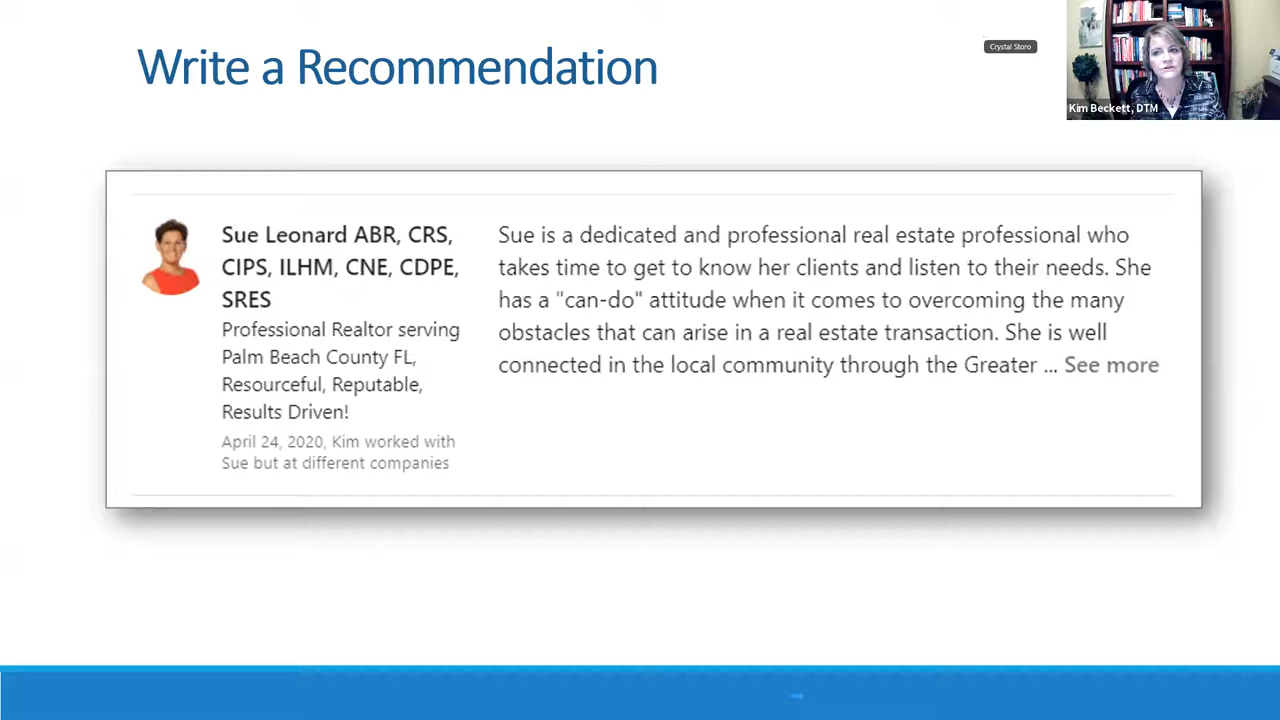 Write a Recommendation
Crystal Storo
Kim Beckett, DTM
Sue Leonard ABR, CRS,
CIPS, ILHM, CNE, CDPE,
SRES
Professional Realtor serving
Palm Beach County FL,
Resourceful, Reputable,
Results Driven!
April 24, 2020, Kim worked with
Sue but at different companies
Sue is a dedicated and professional real estate professional who
takes time to get to know her clients and listen to their needs. She
has a "can-do" attitude when it comes to overcoming the many
obstacles that can arise in a real estate transaction. She is well
connected in the local community through the Greater ... See more